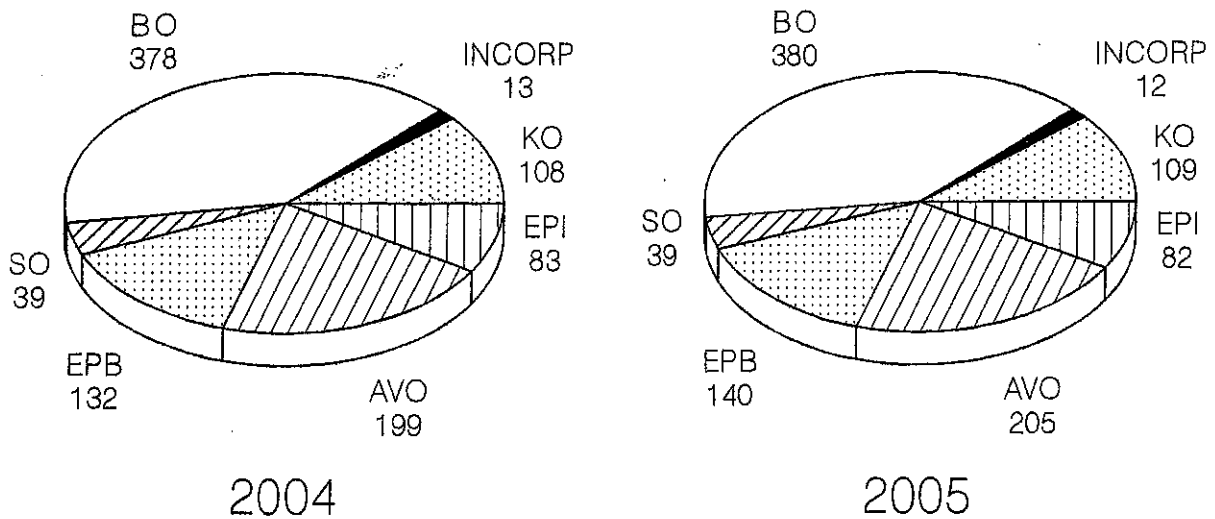 BO
378
INCORP
13
KO
108
EPI
83
AVO
199
EPB
132
SO
39
2004
BO
380
INCORP
12
KO
109
EPI
82
AVO
205
EPB
140
SO
39
2005